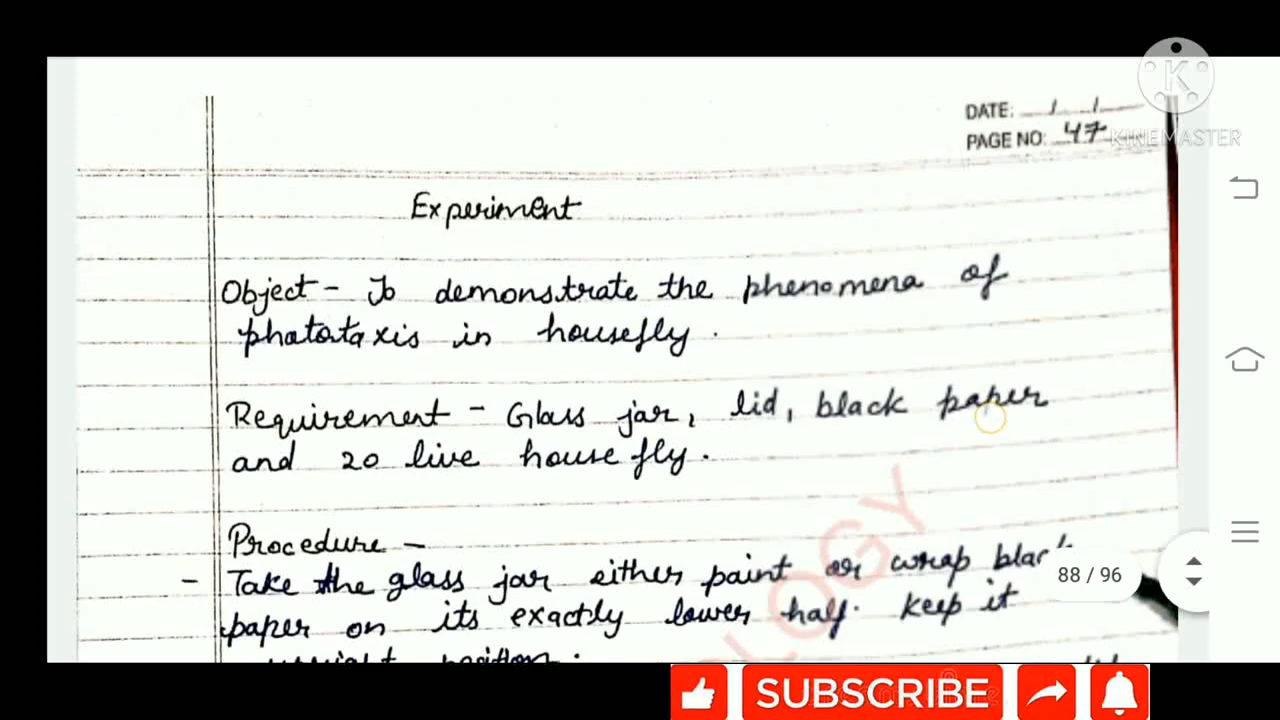 K
KINEMASTER
DATE: / /
PAGE NO: 47
Experiment
Object - To demonstrate the phenomena of
phatotaxis in housefly.
Requirement - Glass jar, lid, black paper
and 20 live house fly.
Procedure -
- Take the glass jar either paint or wrap black
paper on its exactly lower half. Keep it
position.
88 / 96
SUBSCRIBE